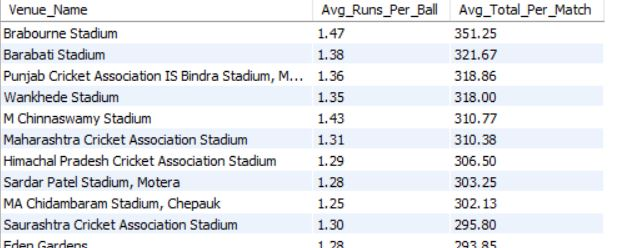 Venue_Name Avg_Runs_Per_Ball Avg_Total_Per_Match
Brabourne Stadium 1.47 351.25
Barabati Stadium 1.38 321.67
Punjab Cricket Association IS Bindra Stadium, M... 1.36 318.86
Wankhede Stadium 1.35 318.00
M Chinnaswamy Stadium 1.43 310.77
Maharashtra Cricket Association Stadium 1.31 310.38
Himachal Pradesh Cricket Association Stadium 1.29 306.50
Sardar Patel Stadium, Motera 1.28 303.25
MA Chidambaram Stadium, Chepauk 1.25 302.13
Saurashtra Cricket Association Stadium 1.30 295.80
Eden Gardens 1.28 293.85